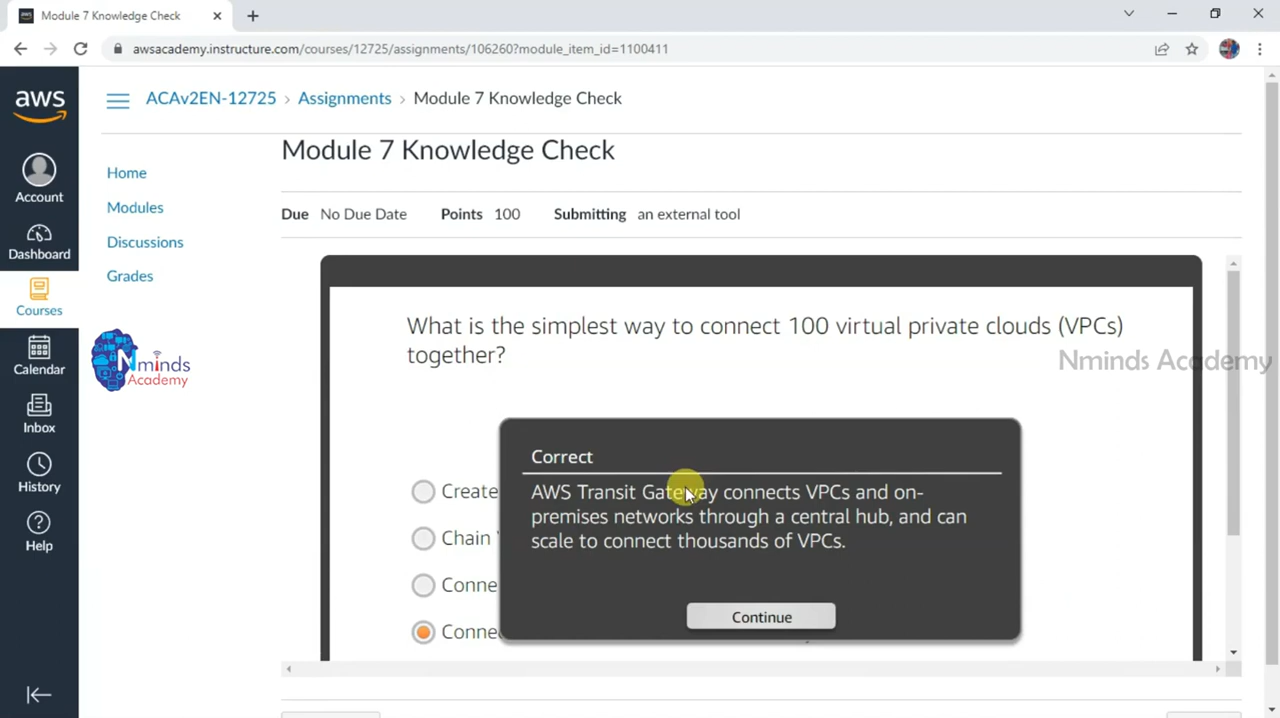 Module 7 Knowledge Check
awsacademy.instructure.com/courses/12725/assignments/106260?module_item_id=1100411
aws
Account
Dashboard
Courses
Calendar
Inbox
History
Help
ACAv2EN-12725 › Assignments › Module 7 Knowledge Check
Home
Modules
Discussions
Grades
Nminds
Academy
Module 7 Knowledge Check
Due No Due Date Points 100 Submitting an external tool
What is the simplest way to connect 100 virtual private clouds (VPCs)
together?
Nminds Academy
Create
Chain
Correct
AWS Transit Gateway connects VPCs and on-
premises networks through a central hub, and can
scale to connect thousands of VPCs.
Continue